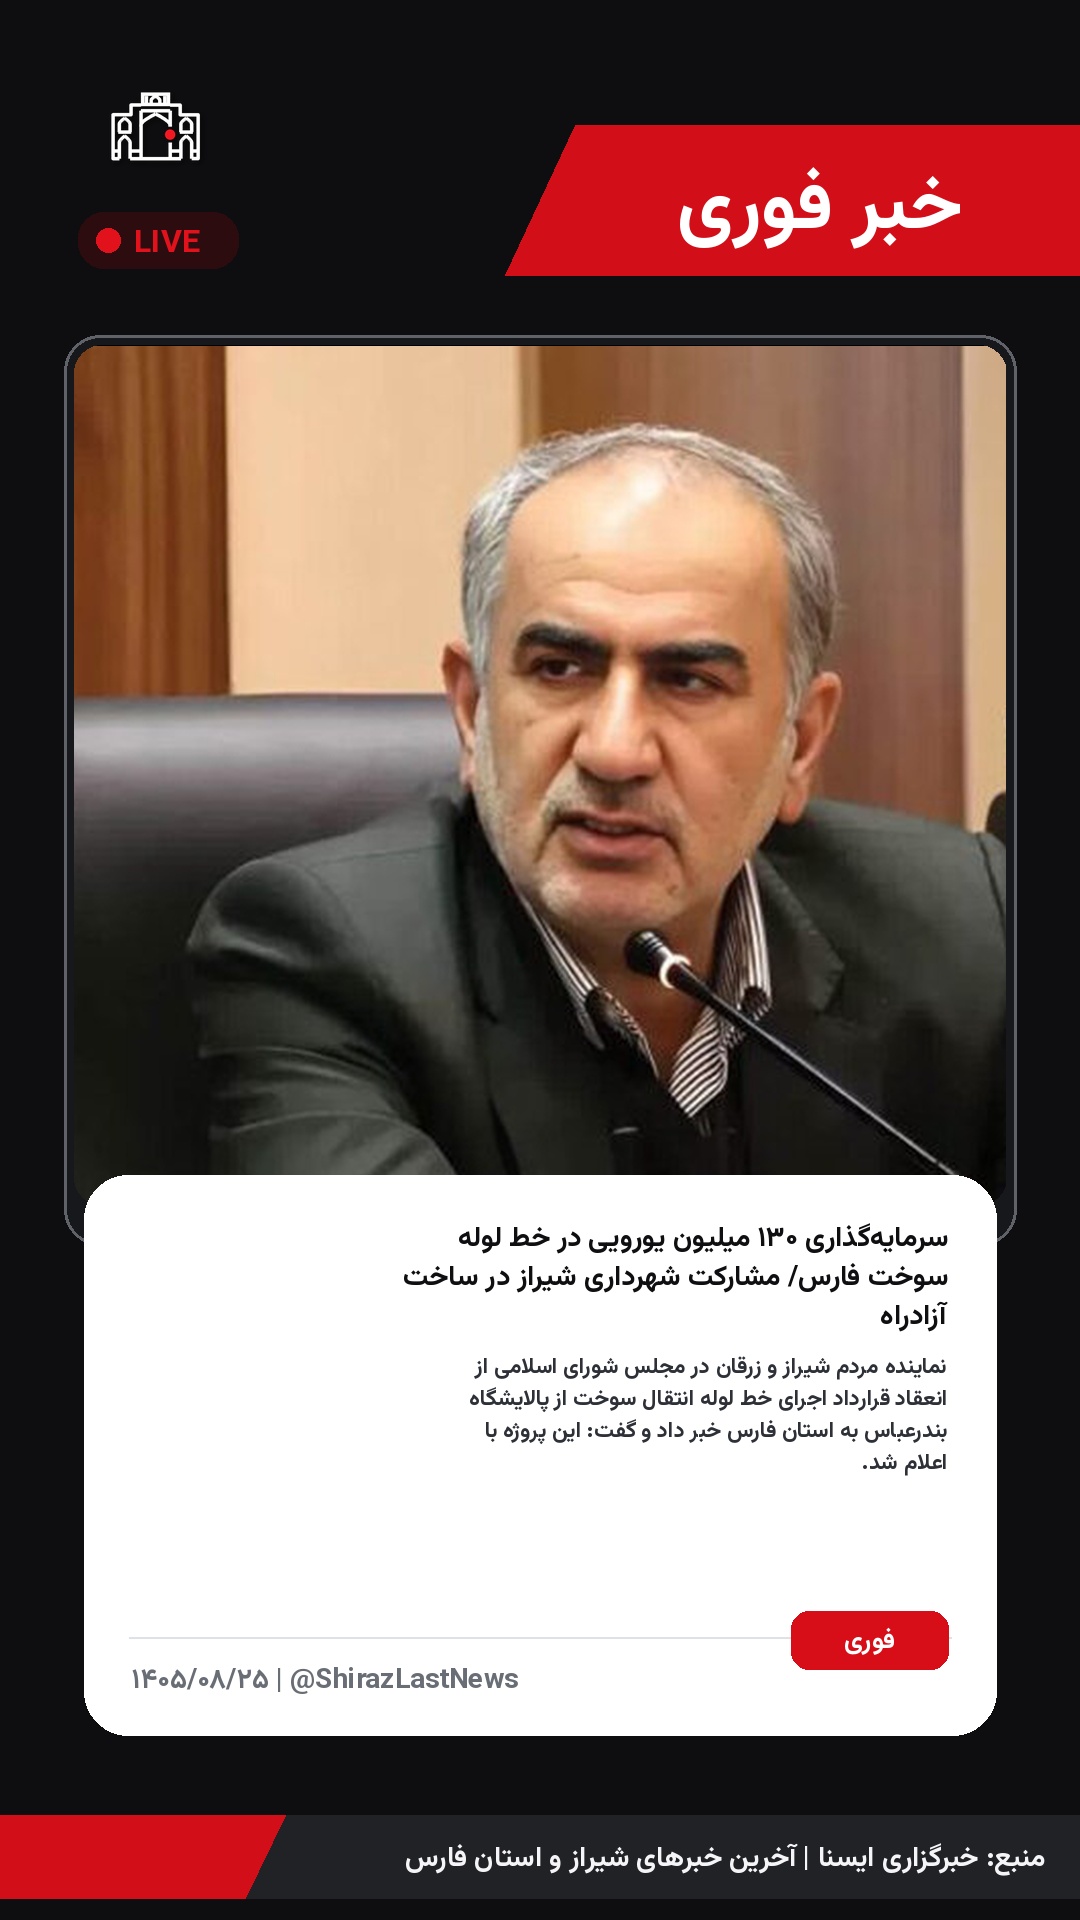 خبر فوری
LIVE
سرمایه‌گذاری ۱۳۰ میلیون یورویی در خط لوله
سوخت فارس/ مشارکت شهرداری شیراز در ساخت
آزادراه
نماینده مردم شیراز و زرقان در مجلس شورای اسلامی از
انعقاد قرارداد اجرای خط لوله انتقال سوخت از پالایشگاه
بندرعباس به استان فارس خبر داد و گفت: این پروژه با
اعلام شد.
فوری
۱۴۰۵/۰۸/۲۵ | @ShirazLastNews
منبع: خبرگزاری ایسنا | آخرین خبرهای شیراز و استان فارس